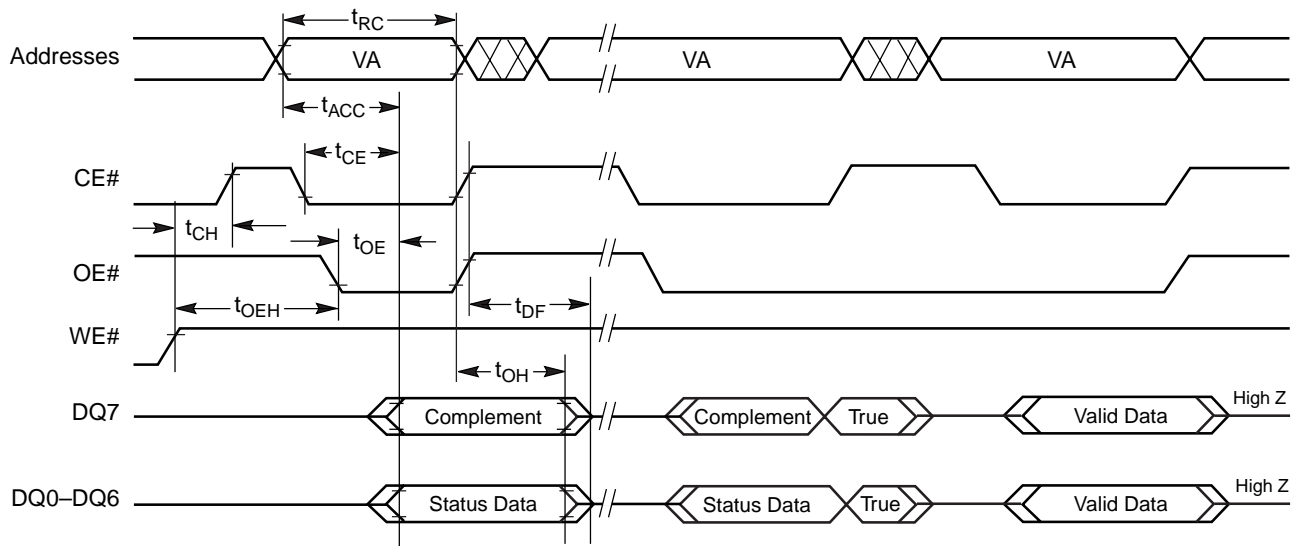 tRC
Addresses VA VA VA
tACC
tCE
CE#
tCH
tOE
OE#
tOEH
tDF
WE#
tOH
DQ7 Complement Complement True Valid Data High Z
DQ0–DQ6 Status Data Status Data True Valid Data High Z